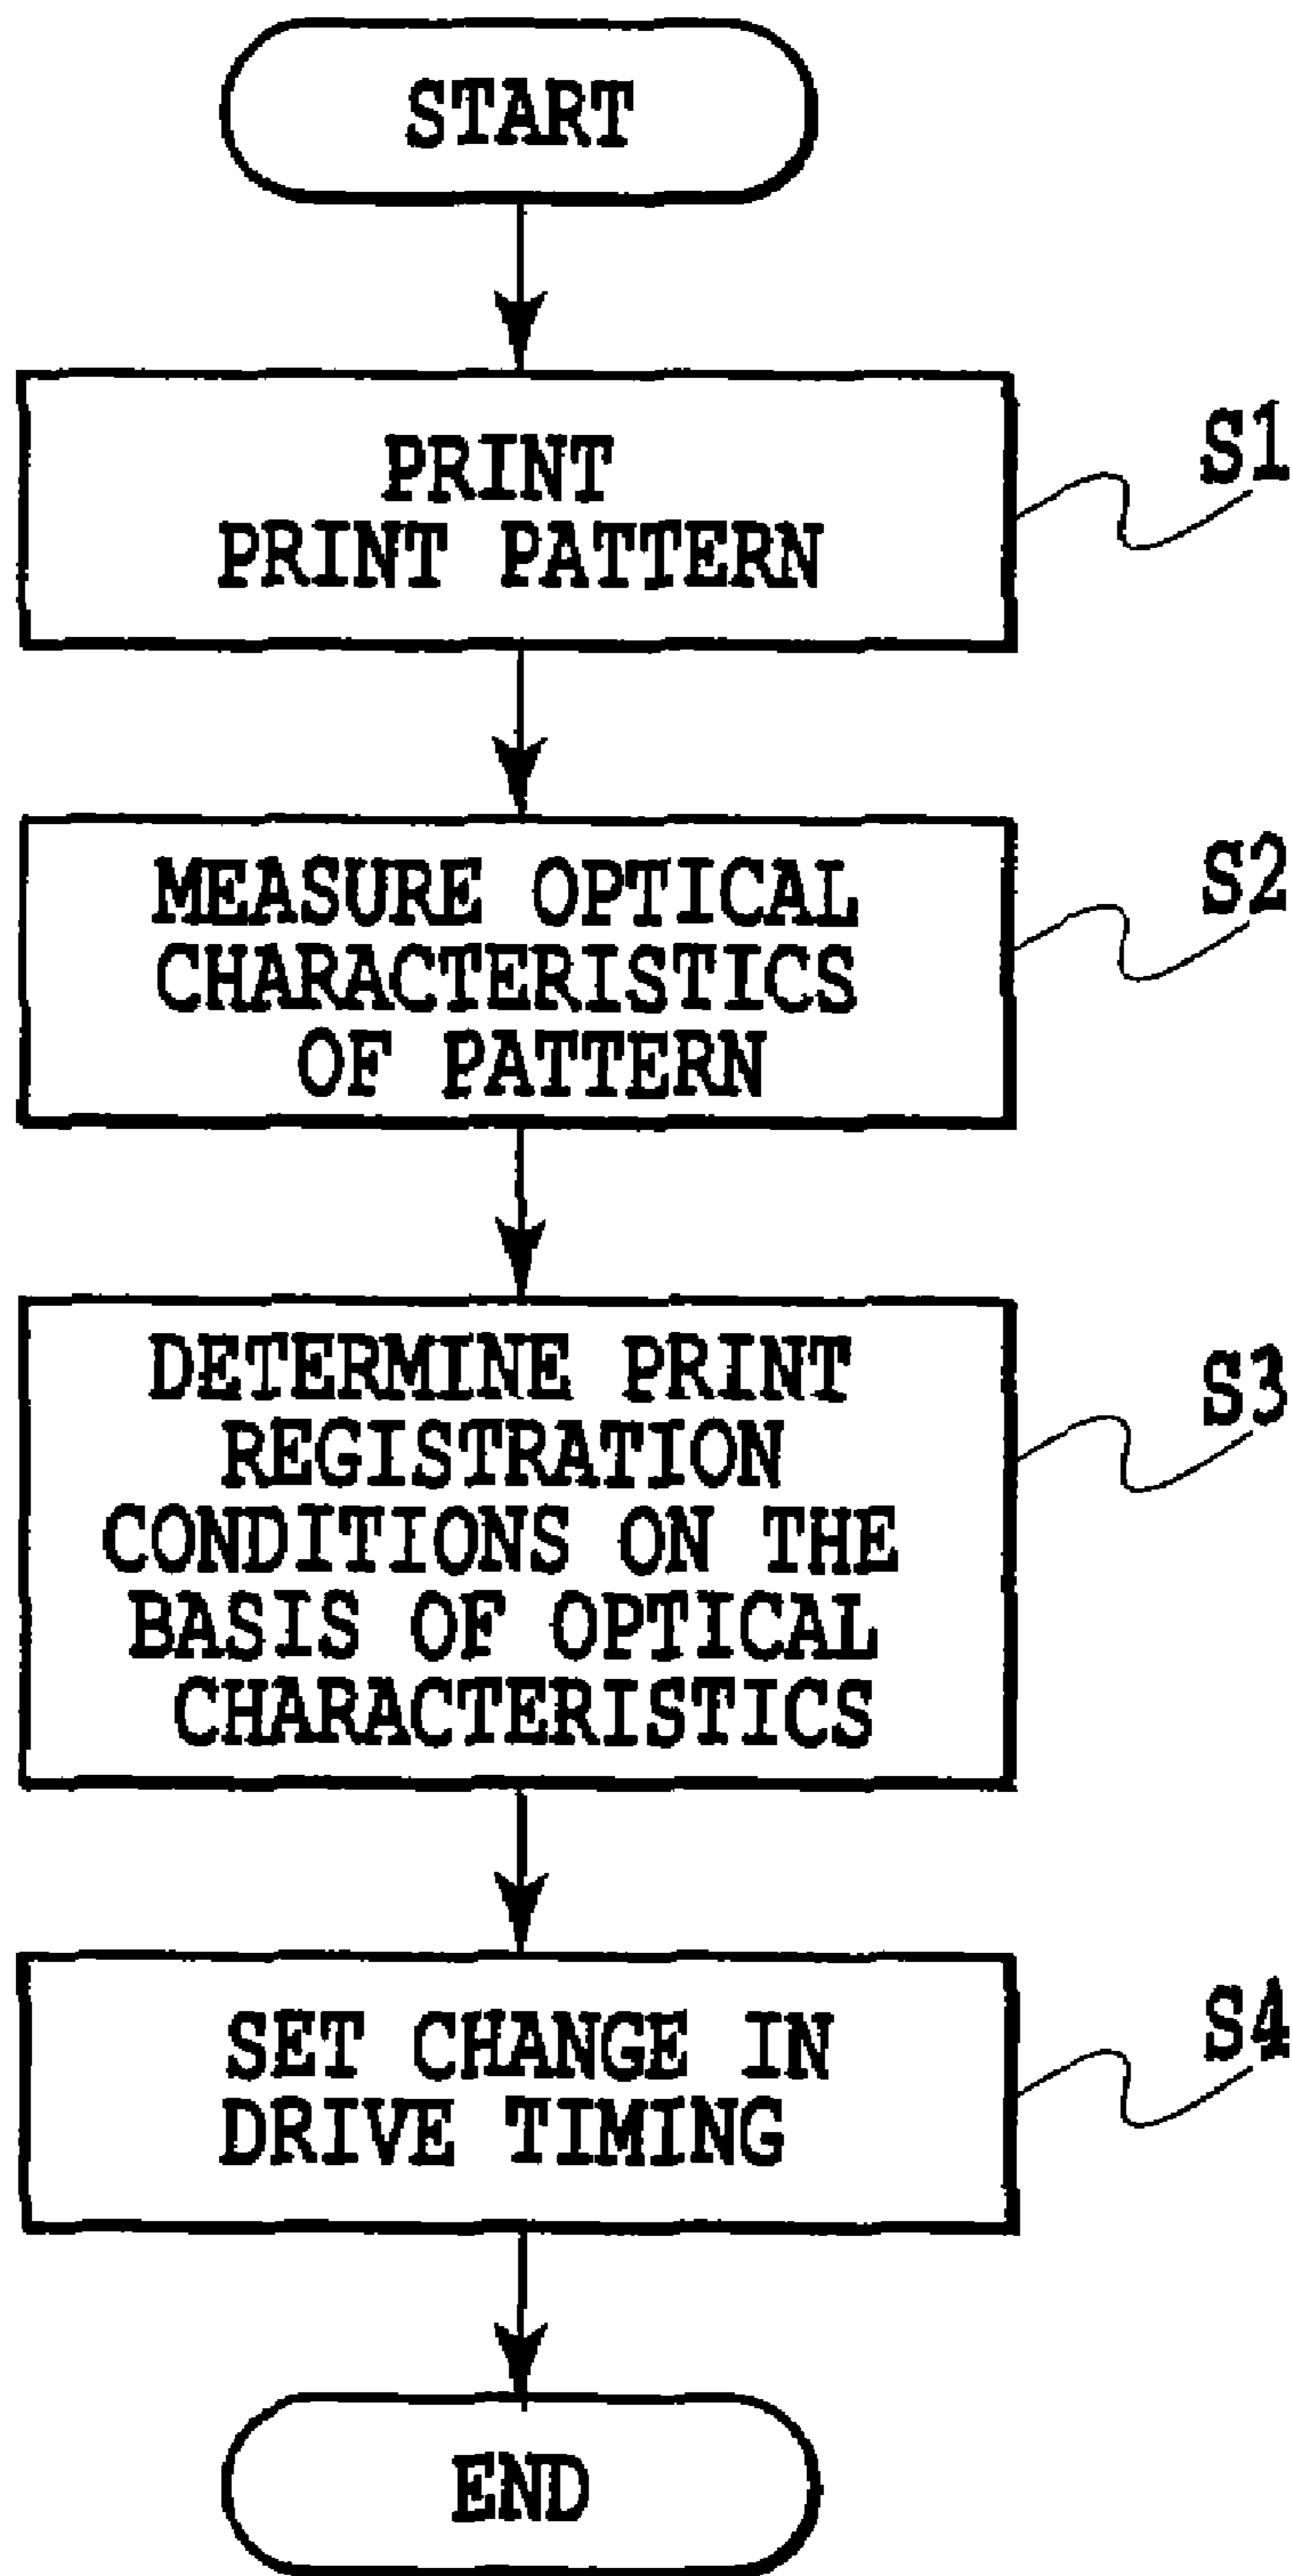 START
PRINT
PRINT PATTERN
S1
MEASURE OPTICAL
CHARACTERISTICS
OF PATTERN
S2
DETERMINE PRINT
REGISTRATION
CONDITIONS ON THE
BASIS OF OPTICAL
CHARACTERISTICS
S3
SET CHANGE IN
DRIVE TIMING
S4
END